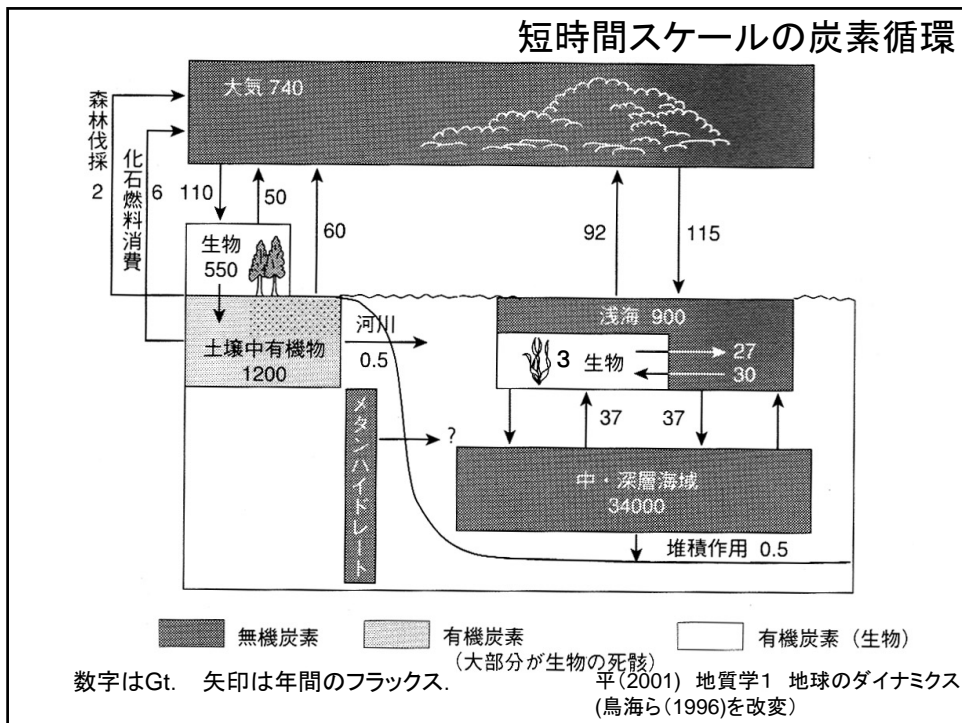 短時間スケールの炭素循環
大気 740
森林伐採
2
化石燃料消費
6
110
50
60
92
115
生物
550
土壌中有機物
1200
河川
0.5
浅海 900
3 生物
27
30
37
37
メタンハイドレート
?
中・深層海域
34000
堆積作用 0.5
無機炭素
有機炭素
(大部分が生物の死骸)
有機炭素 (生物)
数字はGt. 矢印は年間のフラックス.
平(2001) 地質学1 地球のダイナミクス
(鳥海ら(1996)を改変)